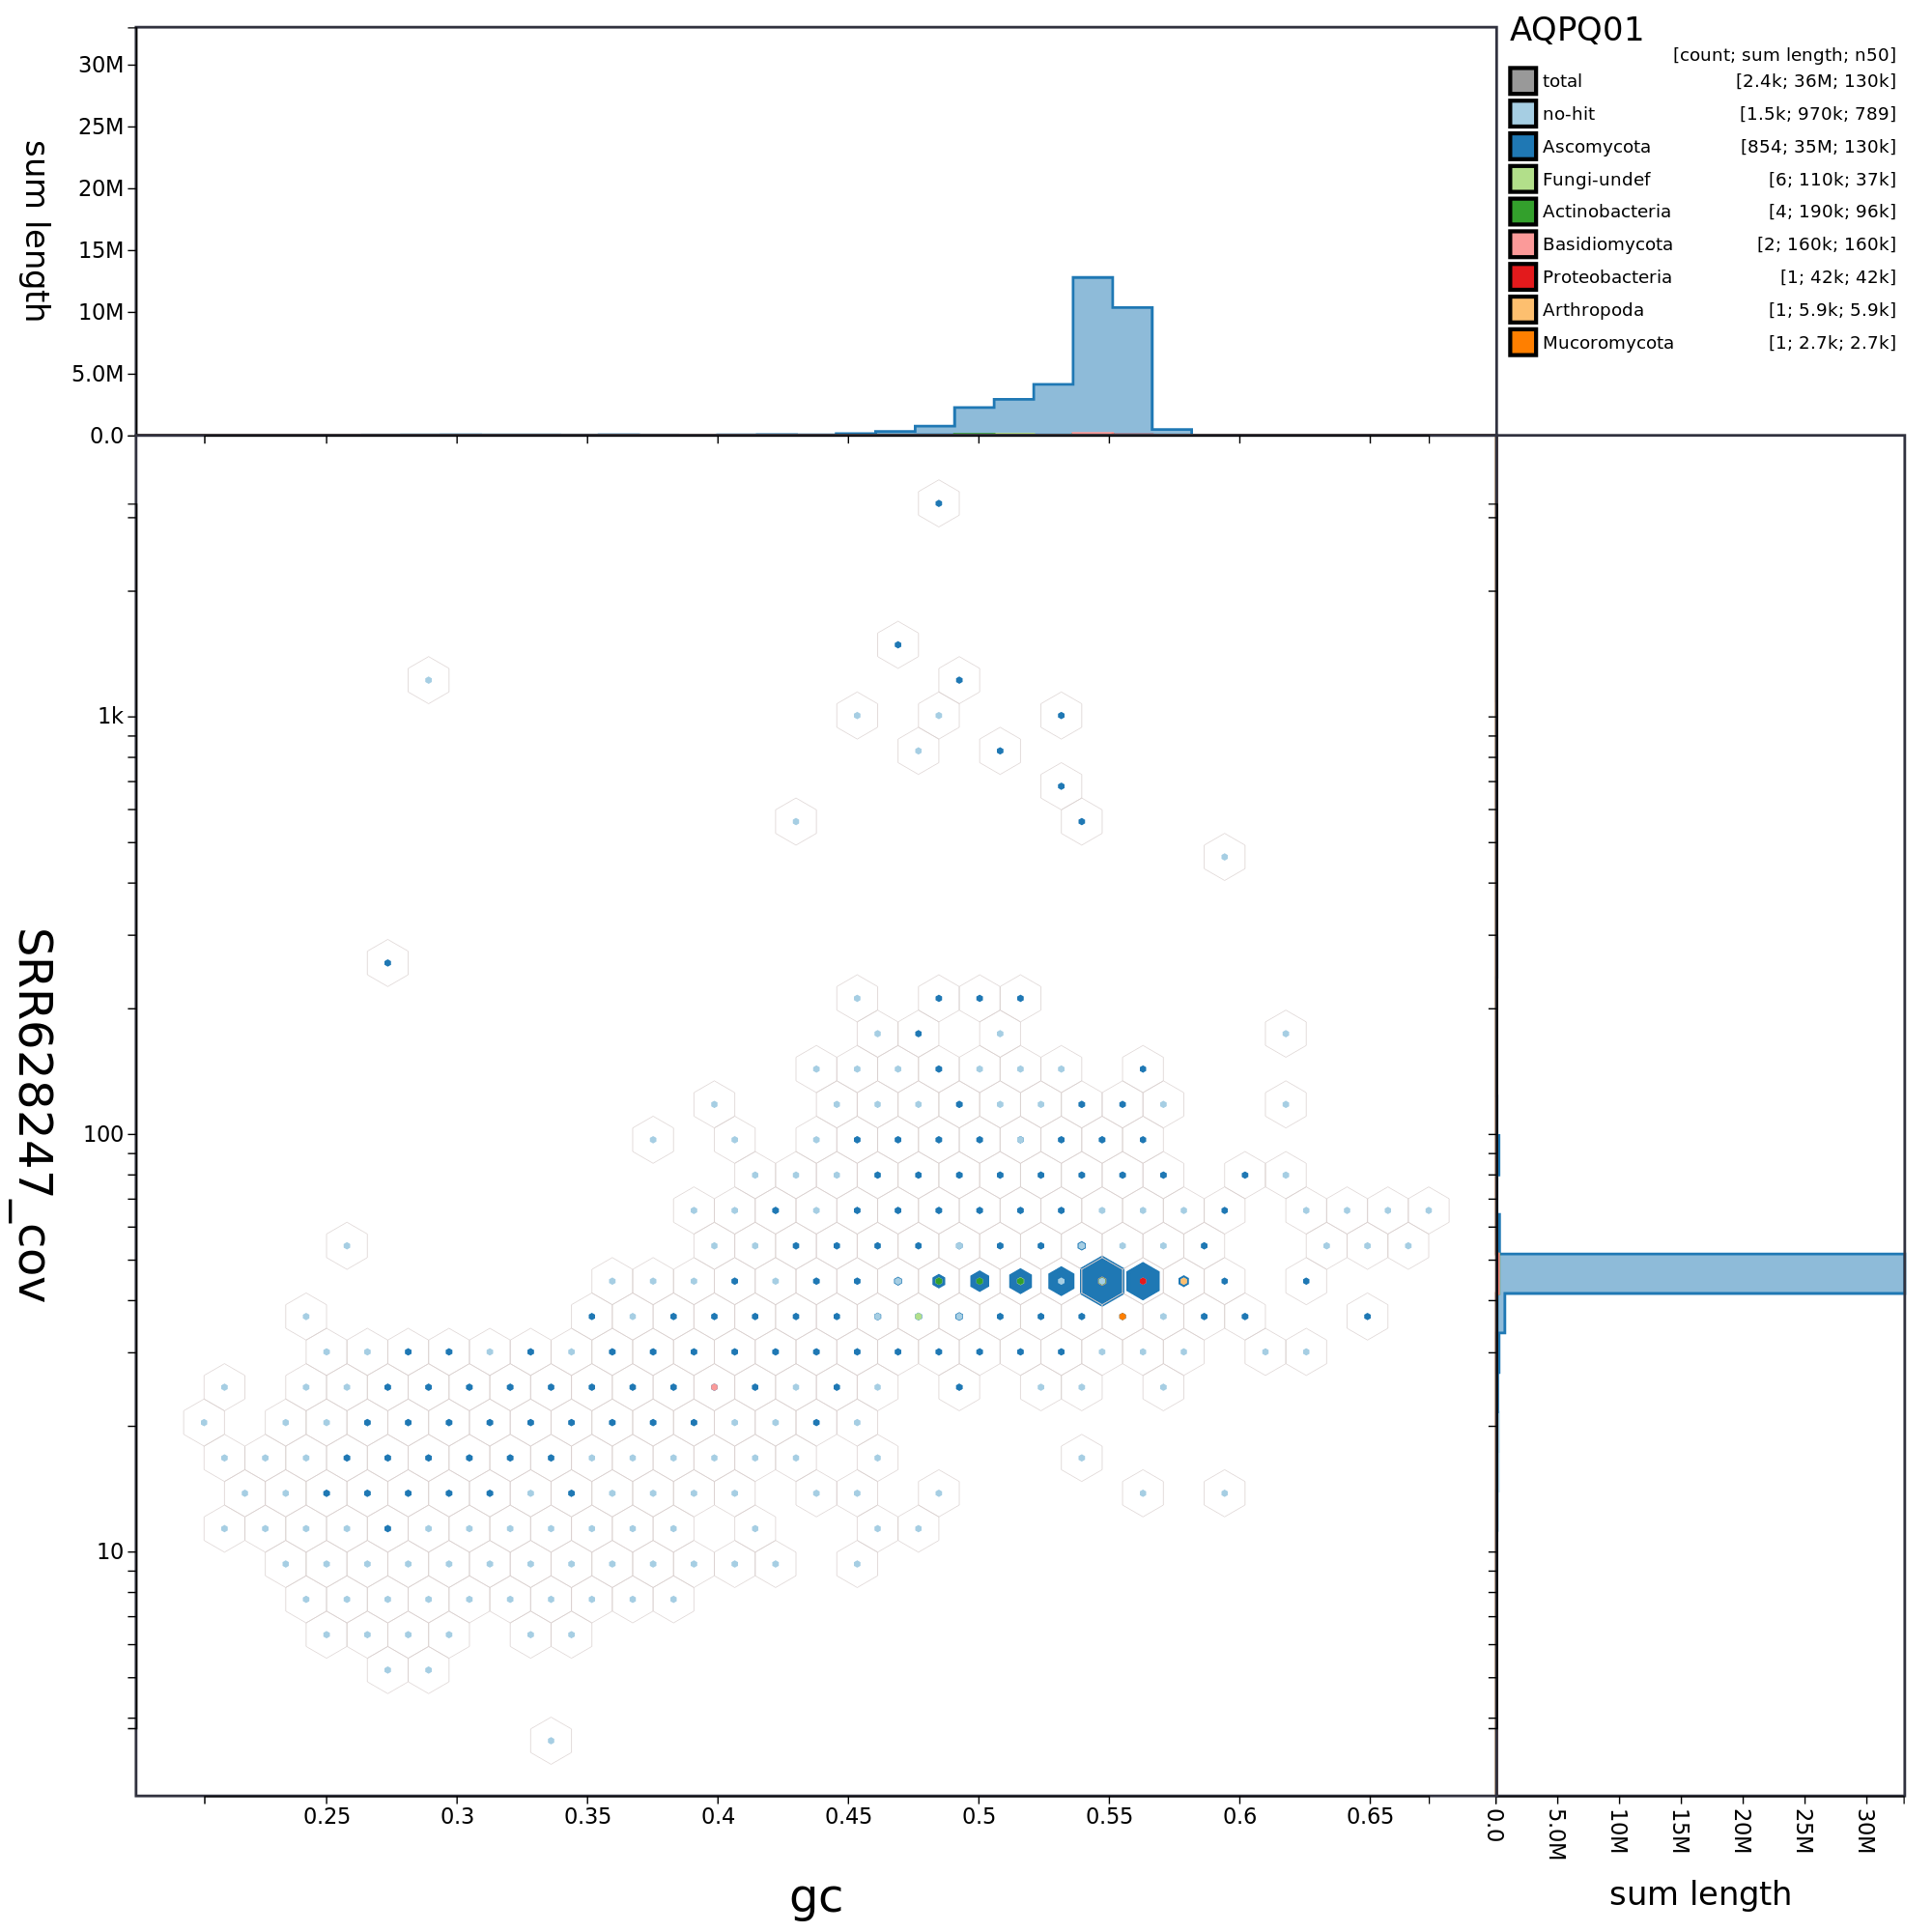 AQPQ01
[count; sum length; n50]
total [2.4k; 36M; 130k]
no-hit [1.5k; 970k; 789]
Ascomycota [854; 35M; 130k]
Fungi-undef [6; 110k; 37k]
Actinobacteria [4; 190k; 96k]
Basidiomycota [2; 160k; 160k]
Proteobacteria [1; 42k; 42k]
Arthropoda [1; 5.9k; 5.9k]
Mucoromycota [1; 2.7k; 2.7k]
sum length
30M
25M
20M
15M
10M
5.0M
0.0
SRR628247_cov
1k
100
10
0.25 0.3 0.35 0.4 0.45 0.5 0.55 0.6 0.65
gc
0.0 5.0M 10M 15M 20M 25M 30M
sum length